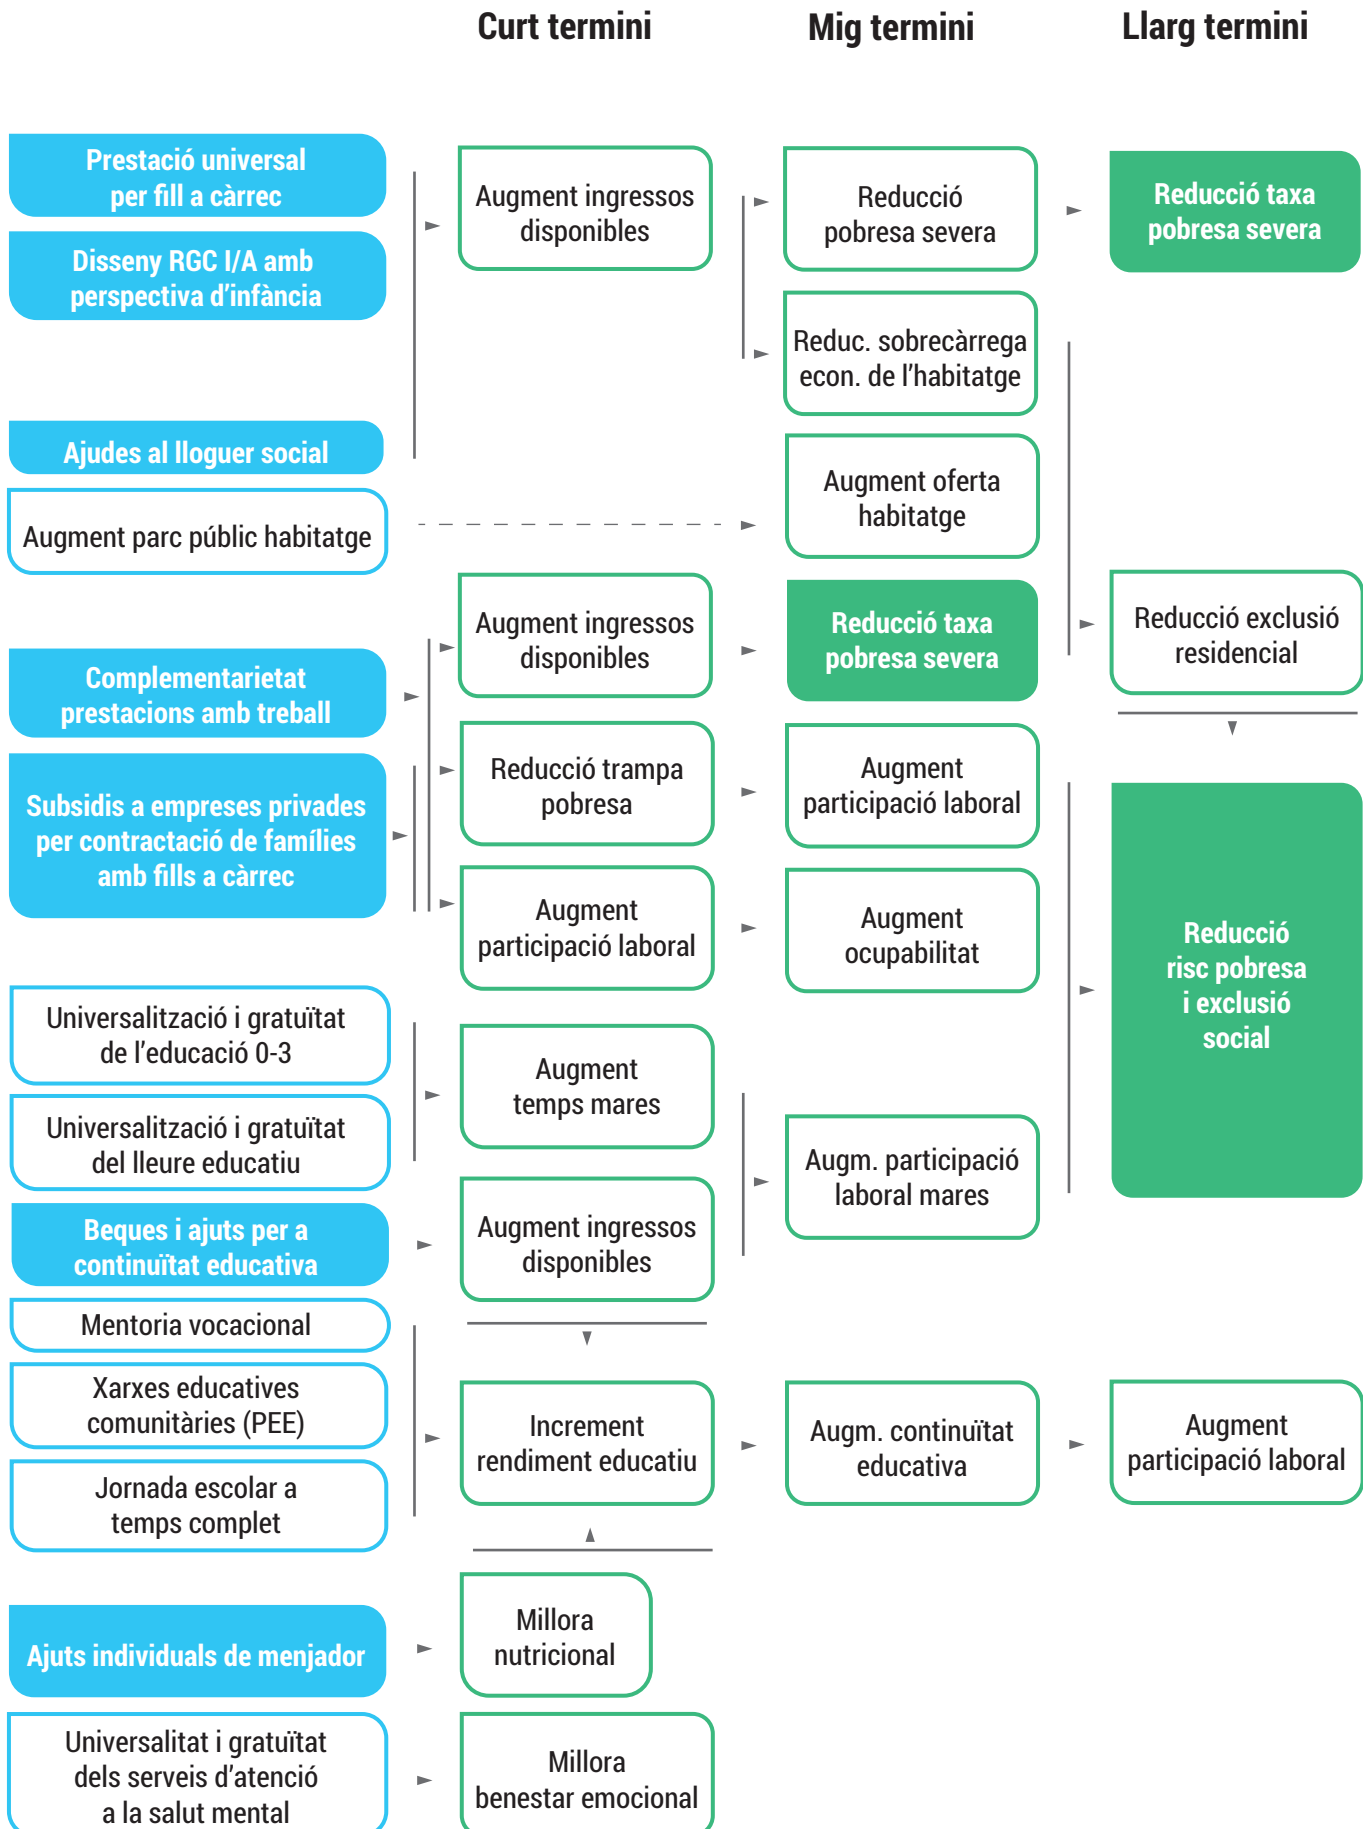 Curt termini
Mig termini
Llarg termini
Prestació universal
per fill a càrrec
Disseny RGC I/A amb
perspectiva d'infància
Augment ingressos
disponibles
Reducció
pobresa severa
Reducció taxa
pobresa severa
Reduc. sobrecàrrega
econ. de l'habitatge
Ajudes al lloguer social
Augment parc públic habitatge
Augment oferta
habitatge
Complementarietat
prestacions amb treball
Subsidis a empreses privades
per contractació de famílies
amb fills a càrrec
Augment ingressos
disponibles
Reducció taxa
pobresa severa
Reducció exclusió
residencial
Reducció trampa
pobresa
Augment
participació laboral
Augment
participació laboral
Augment
ocupabilitat
Reducció
risc pobresa
i exclusió
social
Universalització i gratuïtat
de l'educació 0-3
Universalització i gratuïtat
del lleure educatiu
Augment
temps mares
Augm. participació
laboral mares
Beques i ajuts per a
continuïtat educativa
Augment ingressos
disponibles
Mentoria vocacional
Xarxes educatives
comunitàries (PEE)
Jornada escolar a
temps complet
Increment
rendiment educatiu
Augm. continuïtat
educativa
Augment
participació laboral
Ajuts individuals de menjador
Millora
nutricional
Universalitat i gratuïtat
dels serveis d'atenció
a la salut mental
Millora
benestar emocional